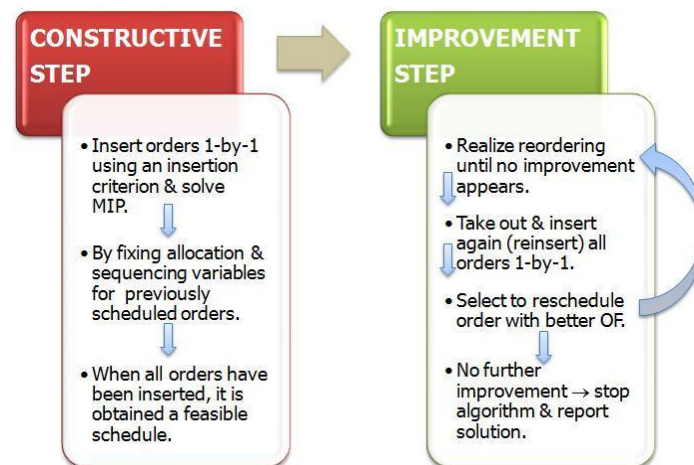 CONSTRUCTIVE
STEP
• Insert orders 1-by-1
using an insertion
criterion & solve
MIP.
• By fixing allocation &
sequencing variables
for previously
scheduled orders.
• When all orders have
been inserted, it is
obtained a feasible
schedule.
IMPROVEMENT
STEP
• Realize reordering
until no improvement
appears.
• Take out & insert
again (reinsert) all
orders 1-by-1.
• Select to reschedule
order with better OF.
• No further
improvement → stop
algorithm & report
solution.